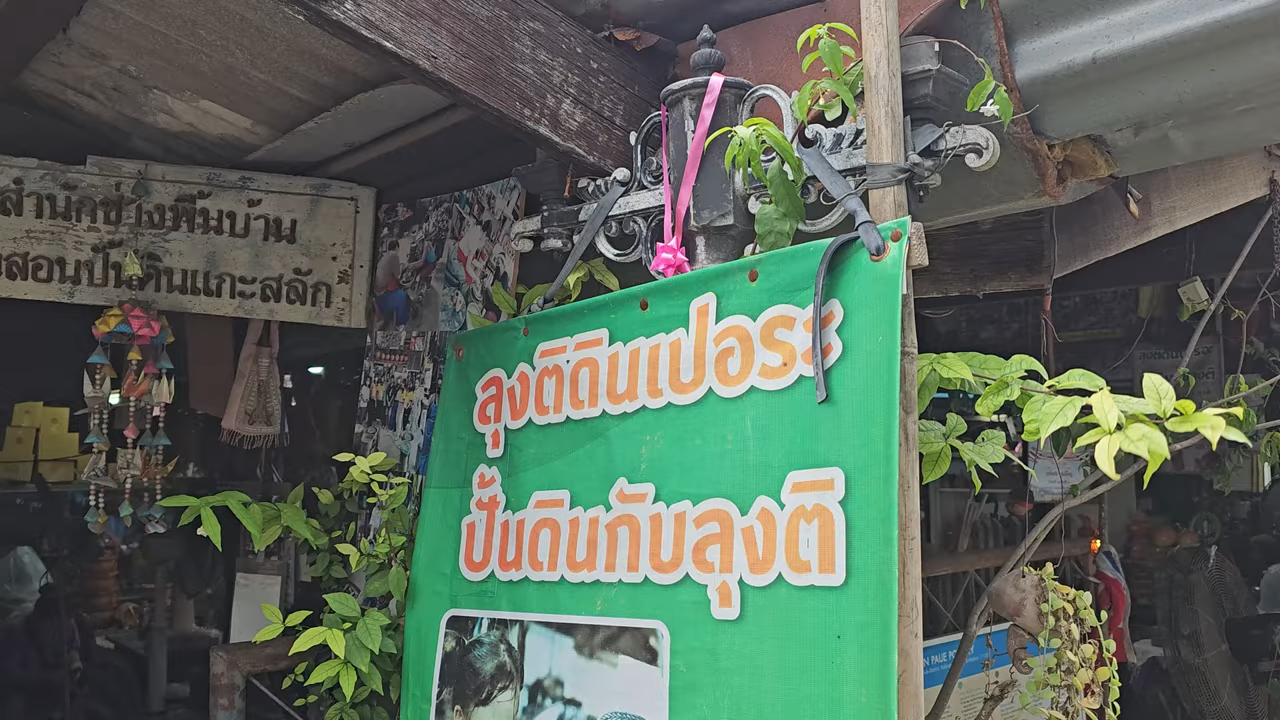 สำนักช่างพื้นบ้าน
สอนปั้นดินแกะสลัก
ลุงติดินเปอระ
ปั้นดินกับลุงติ